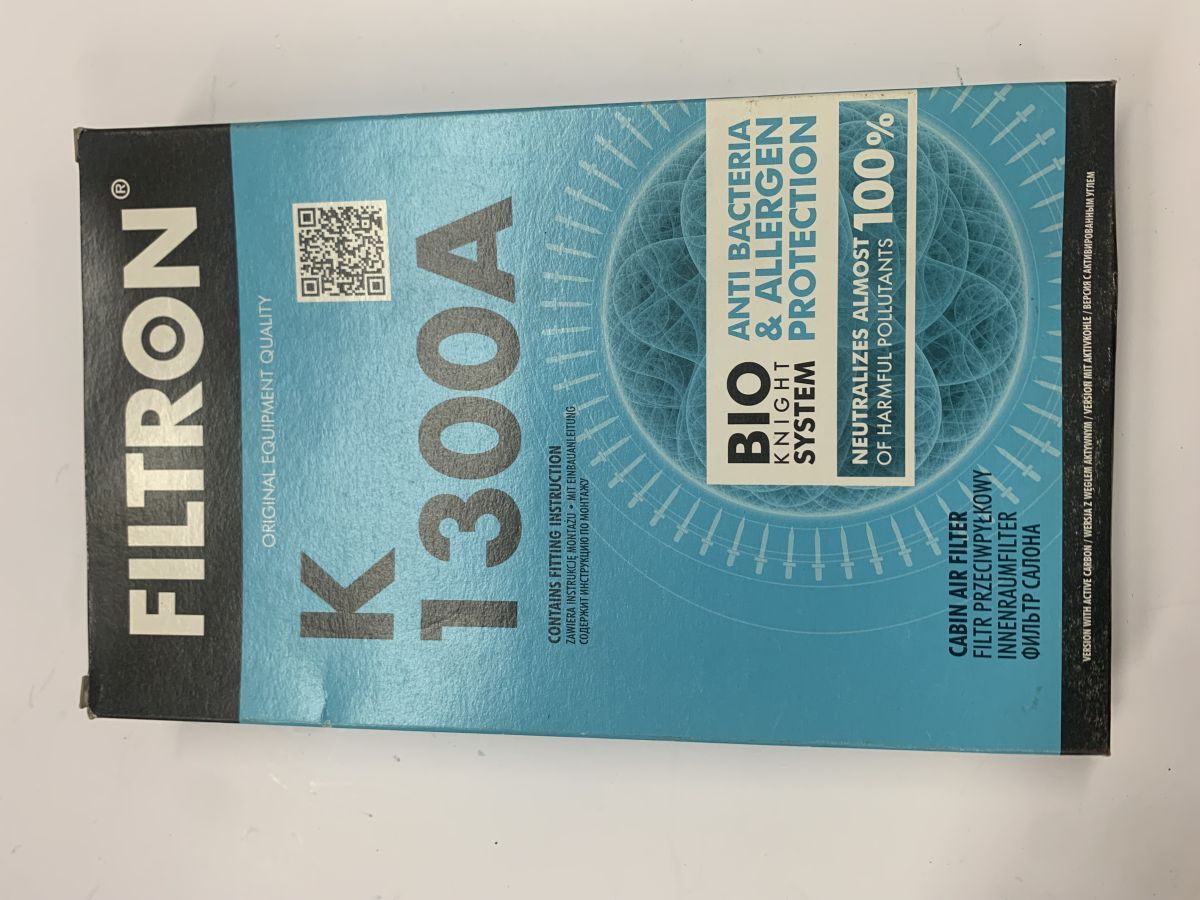 FILTRON®
ORIGINAL EQUIPMENT QUALITY
K
1300A
CONTAINS FITTING INSTRUCTION
ZAWIERA INSTRUKCJĘ MONTAŻU • MIT EINBAUANLEITUNG
СОДЕРЖИТ ИНСТРУКЦИЮ ПО МОНТАЖУ
BIO
KNIGHT
SYSTEM
ANTI BACTERIA
& ALLERGEN
PROTECTION
NEUTRALIZES ALMOST 100%
OF HARMFUL POLLUTANTS
CABIN AIR FILTER
FILTR PRZECIWPYŁKOWY
INNENRAUMFILTER
ФИЛЬТР САЛОНА
VERSION WITH ACTIVE CARBON / WERSJA Z WĘGLEM AKTYWNYM / VERSION MIT AKTIVKOHLE / ВЕРСИЯ С АКТИВИРОВАННЫМ УГЛЕМ